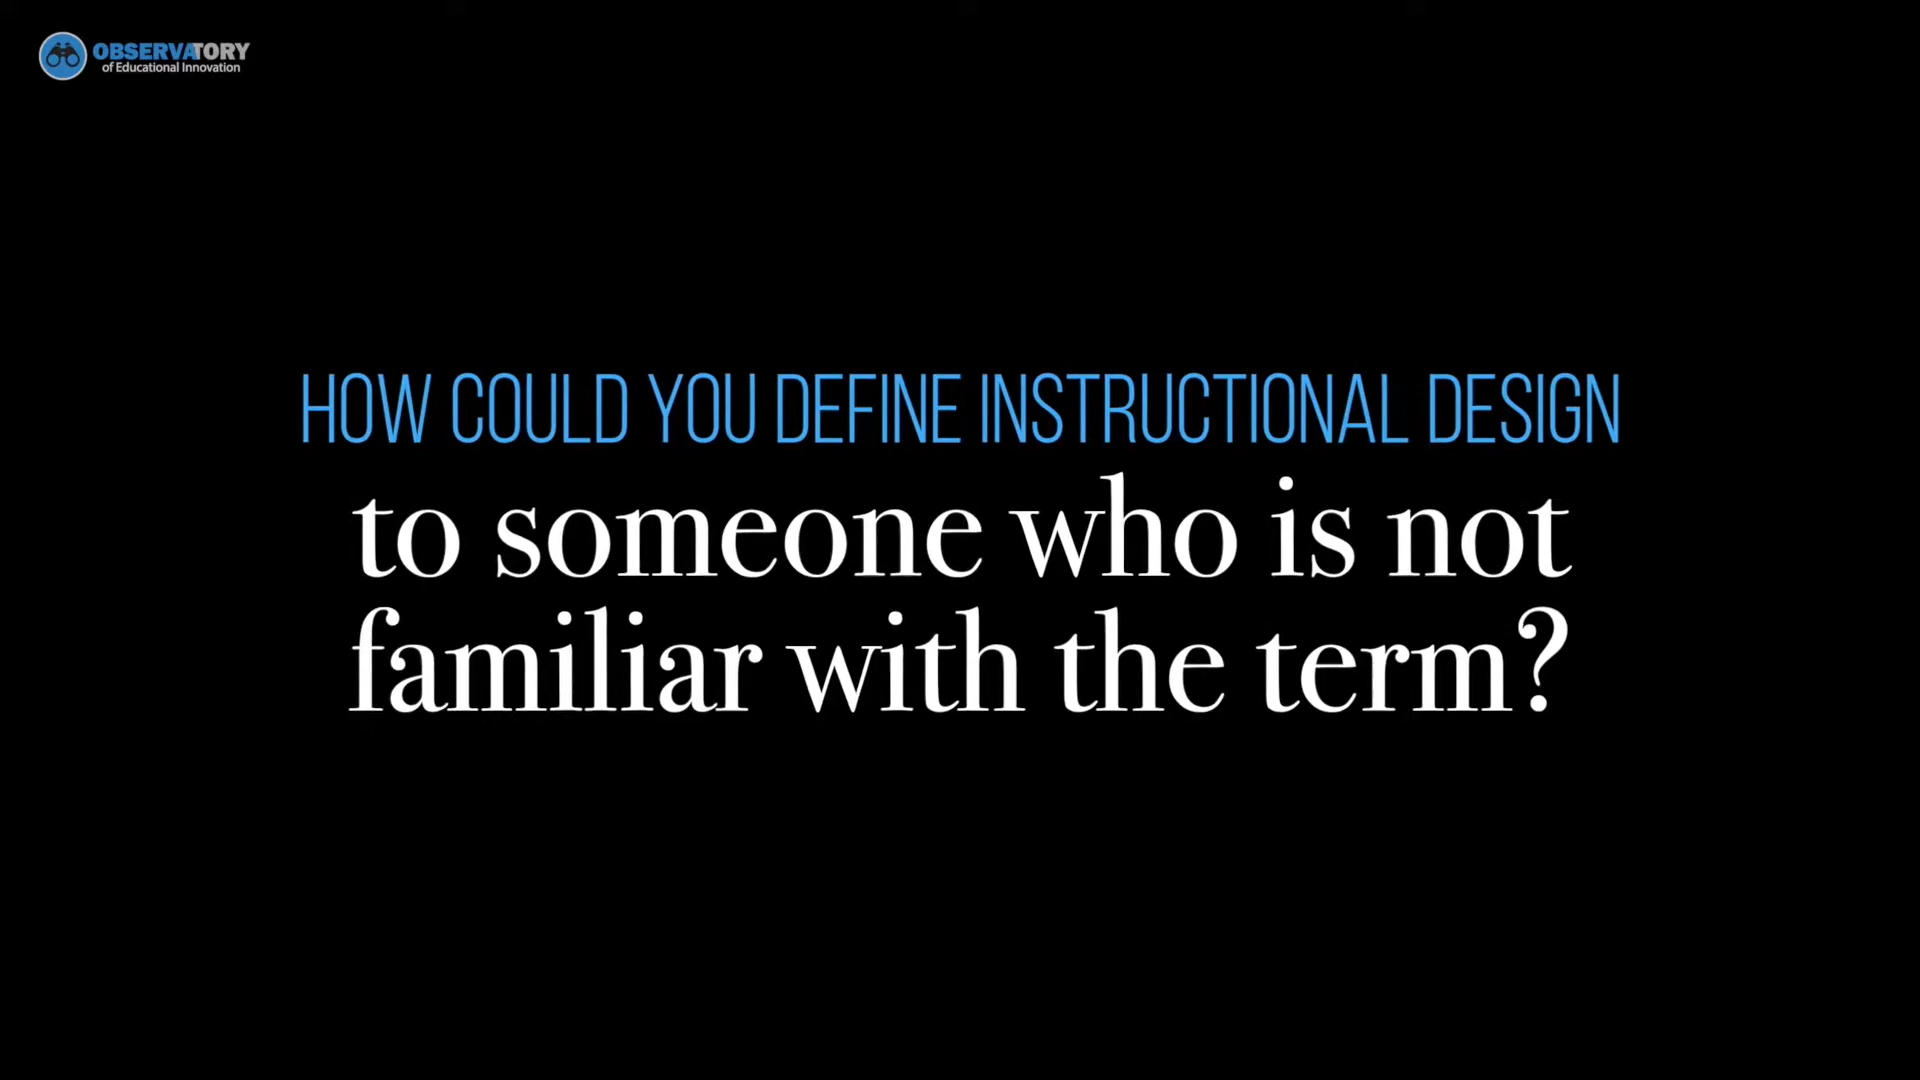 OBSERVATORY
of Educational Innovation
HOW COULD YOU DEFINE INSTRUCTIONAL DESIGN
to someone who is not
familiar with the term?